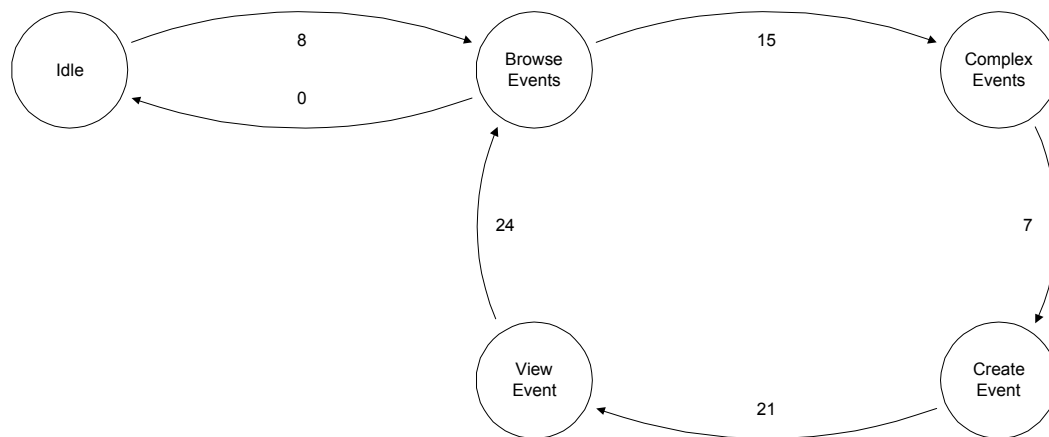 8
15
Idle
Browse
Events
Complex
Events
0
24
7
View
Event
Create
Event
21